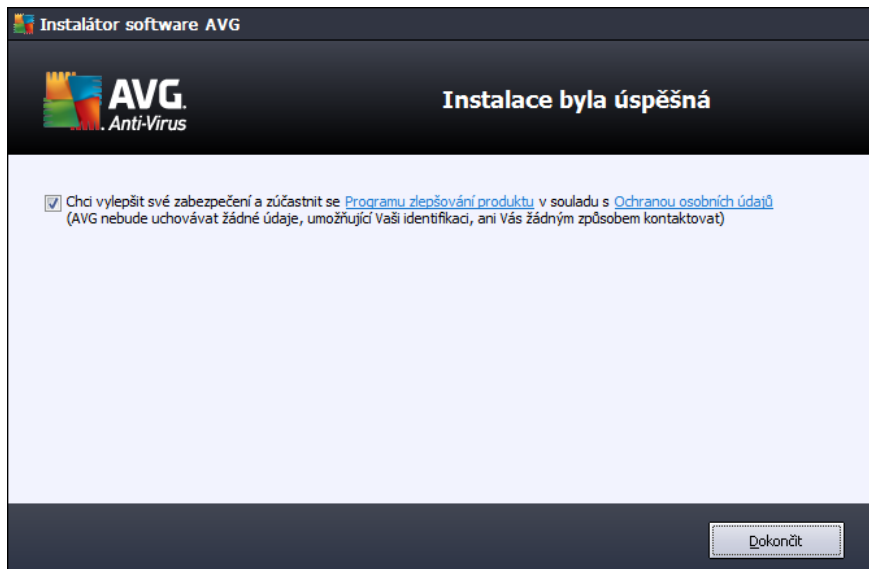 Instalátor software AVG
AVG.
Anti-Virus
Instalace byla úspěšná
Chci vylepšit své zabezpečení a zúčastnit se Programu zlepšování produktu v souladu s Ochranou osobních údajů
(AVG nebude uchovávat žádné údaje, umožňující Vaši identifikaci, ani Vás žádným způsobem kontaktovat)
Dokončit